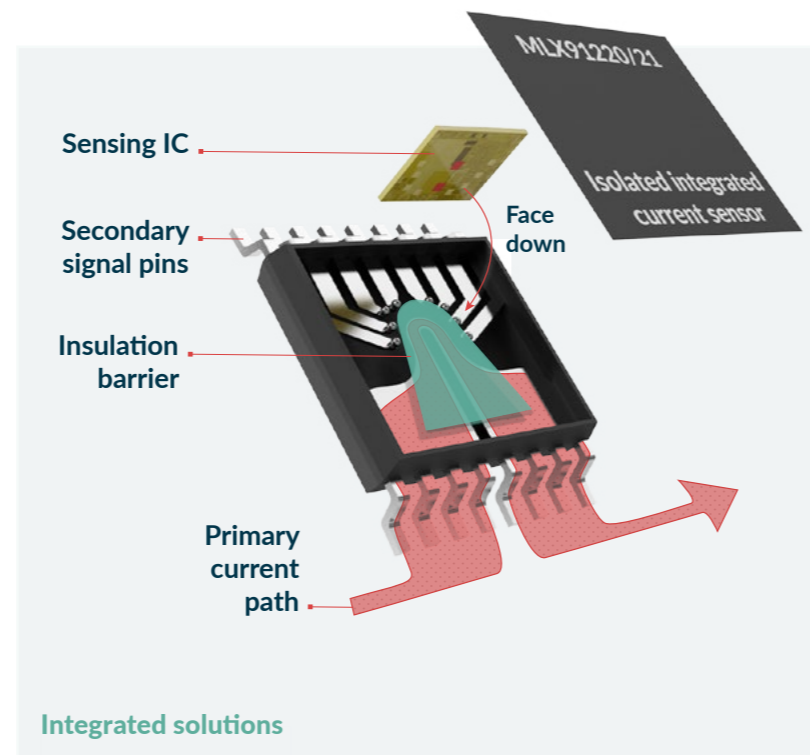 MLX91220/21
Isolated integrated
current sensor
Sensing IC
Face
down
Secondary
signal pins
Insulation
barrier
Primary
current
path
Integrated solutions